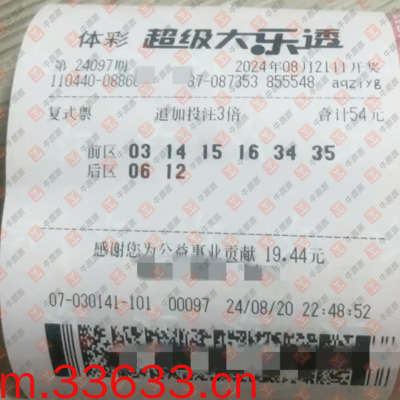 体彩 超级大乐透
第 24097期 2024年08月21日开奖
110440-0886 87-087353 855548 aqzixg
复式票 追加投注3倍 合计54元
前区 03 14 15 16 34 35
后区 06 12
感谢您为公益事业贡献 19.44元
07-030141-101 00097 24/08/20 22:48:52
m.33633.cn